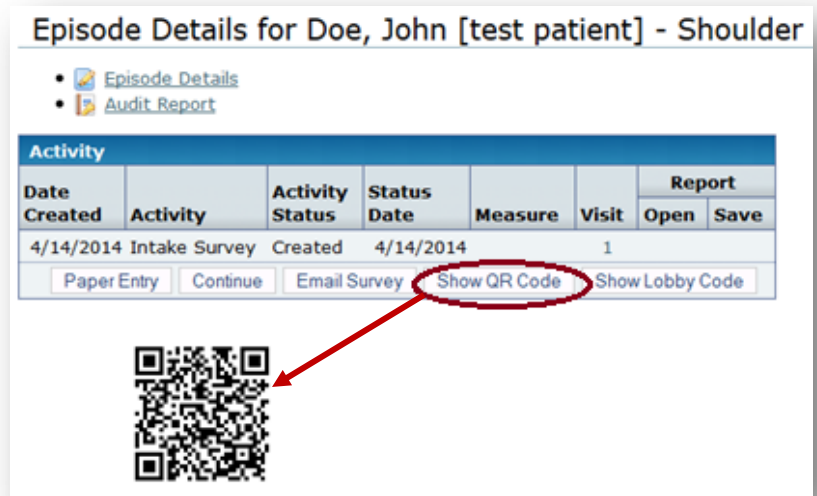 Episode Details for Doe, John [test patient] - Shoulder
Episode Details
Audit Report
Activity
Date Created Activity Activity Status Status Date Measure Visit Report Open Save
4/14/2014 Intake Survey Created 4/14/2014 1
Paper Entry Continue Email Survey Show QR Code Show Lobby Code